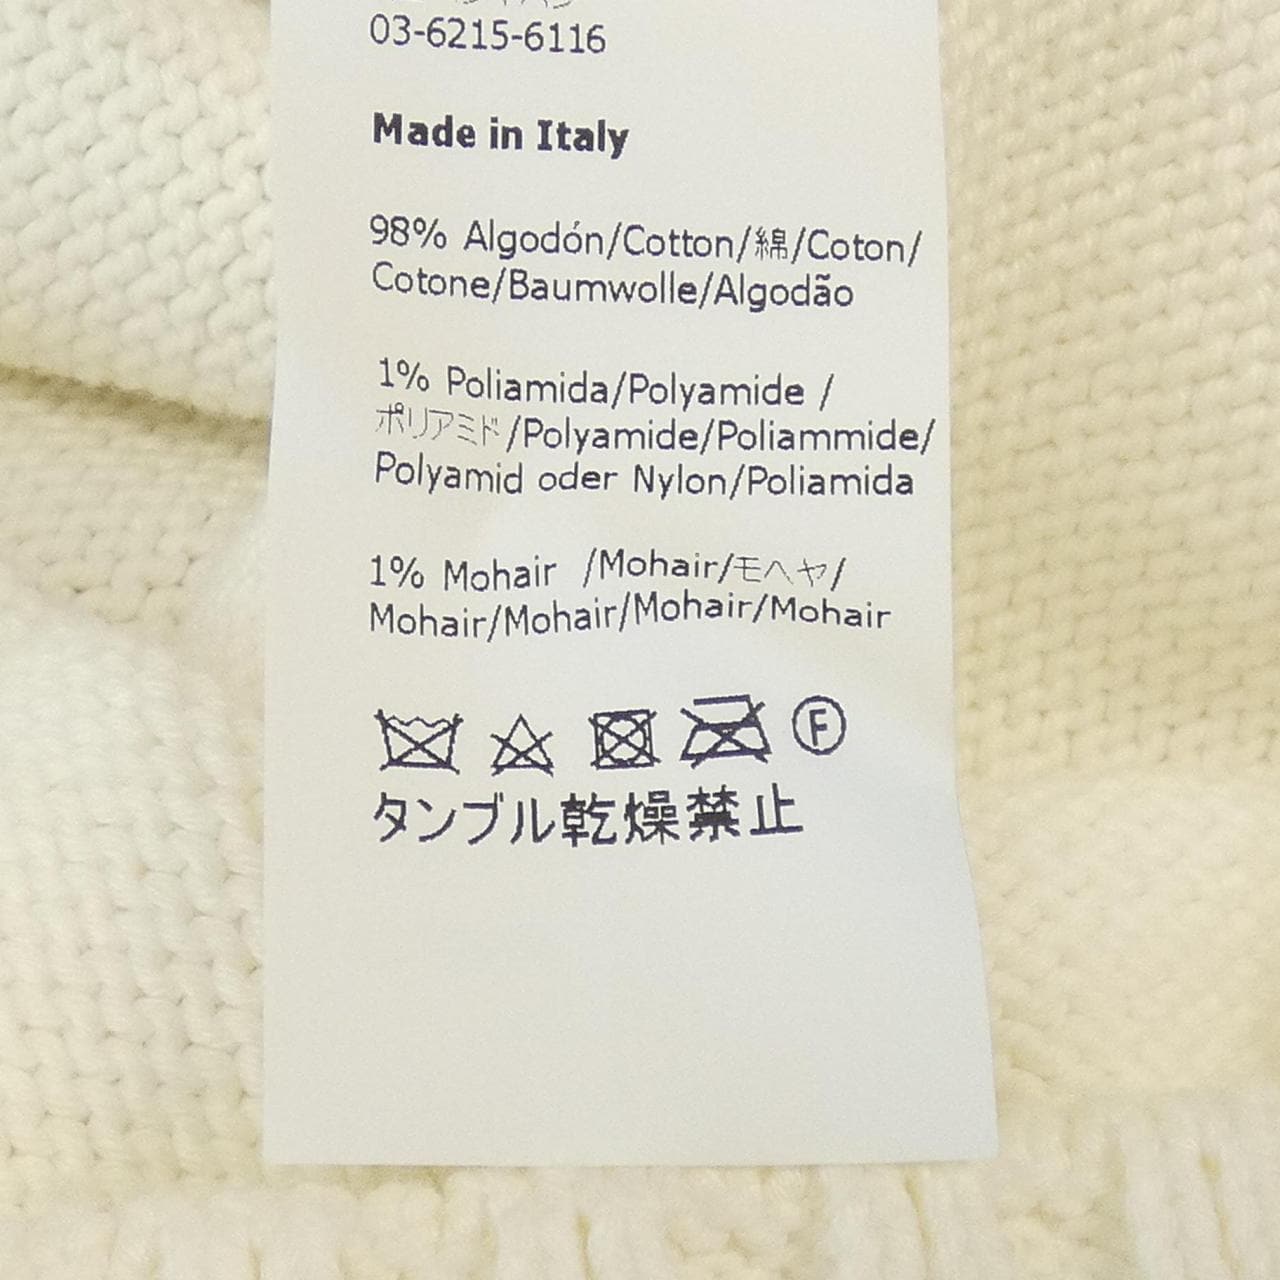 03-6215-6116
Made in Italy
98% Algodón/Cotton/綿/Coton/
Cotone/Baumwolle/Algodão
1% Poliamida/Polyamide /
ポリアミド/Polyamide/Poliammide/
Polyamid oder Nylon/Poliamida
1% Mohair /Mohair/モヘヤ/
Mohair/Mohair/Mohair/Mohair
F
タンブル乾燥禁止